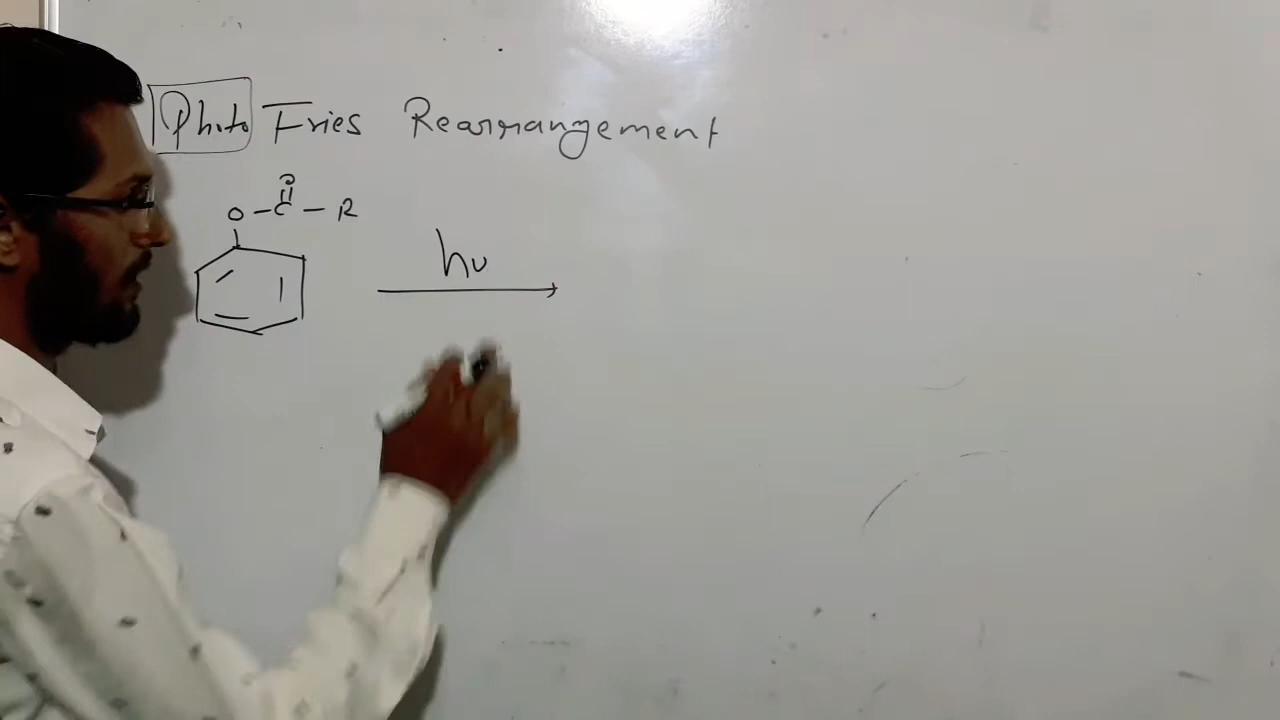 Photo Fries Rearrangement
O
O - C - R
hν